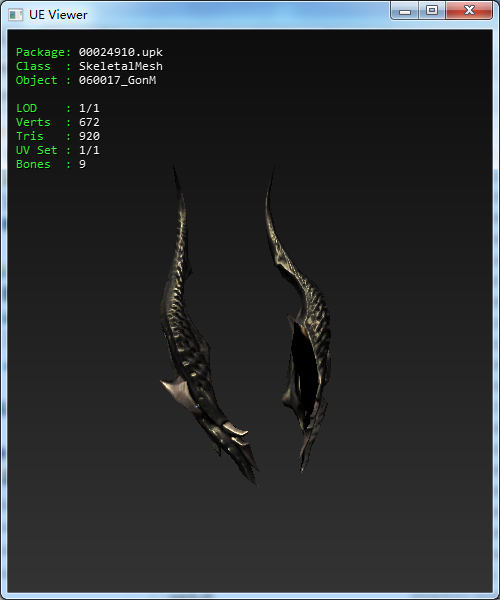 UE Viewer
Package: 00024910.upk
Class : SkeletalMesh
Object : 060017_GonM
LOD : 1/1
Verts : 672
Tris : 920
UV Set : 1/1
Bones : 9